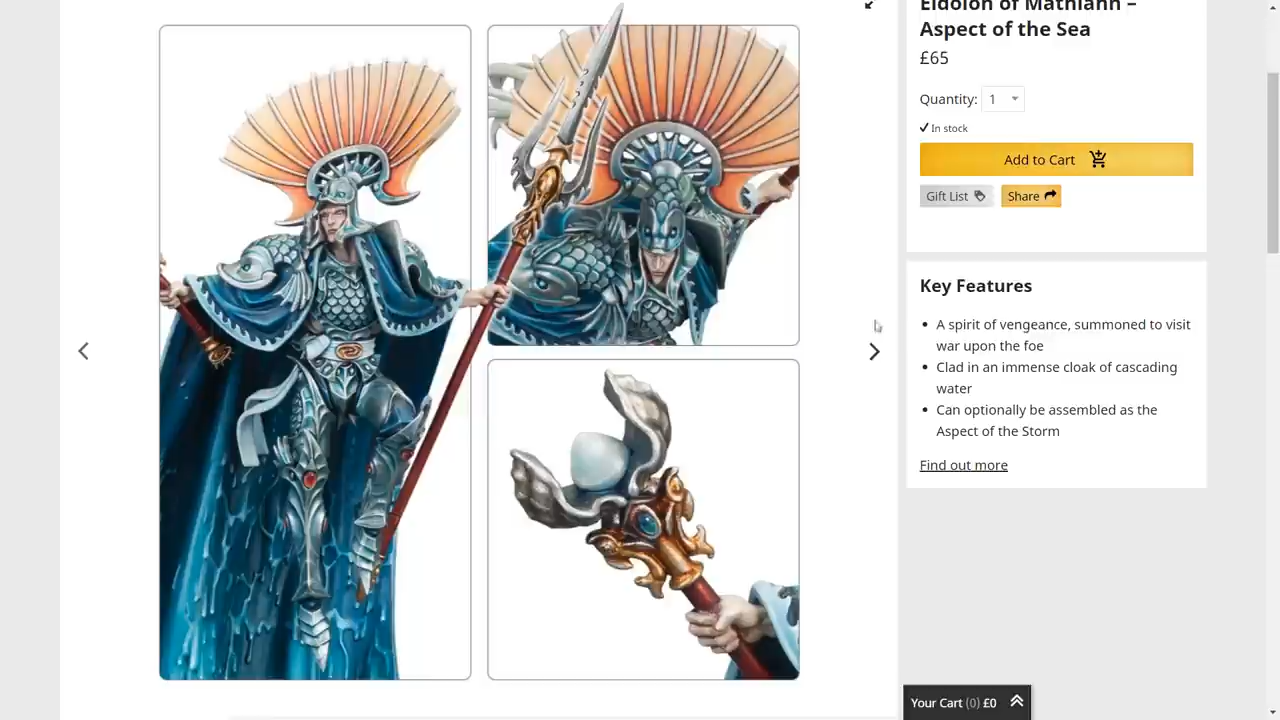 Eidolon of Mathlann –
Aspect of the Sea
£65
Quantity: 1
In stock
Add to Cart
Gift List
Share
Key Features
A spirit of vengeance, summoned to visit
war upon the foe
Clad in an immense cloak of cascading
water
Can optionally be assembled as the
Aspect of the Storm
Find out more
Your Cart (0) £0